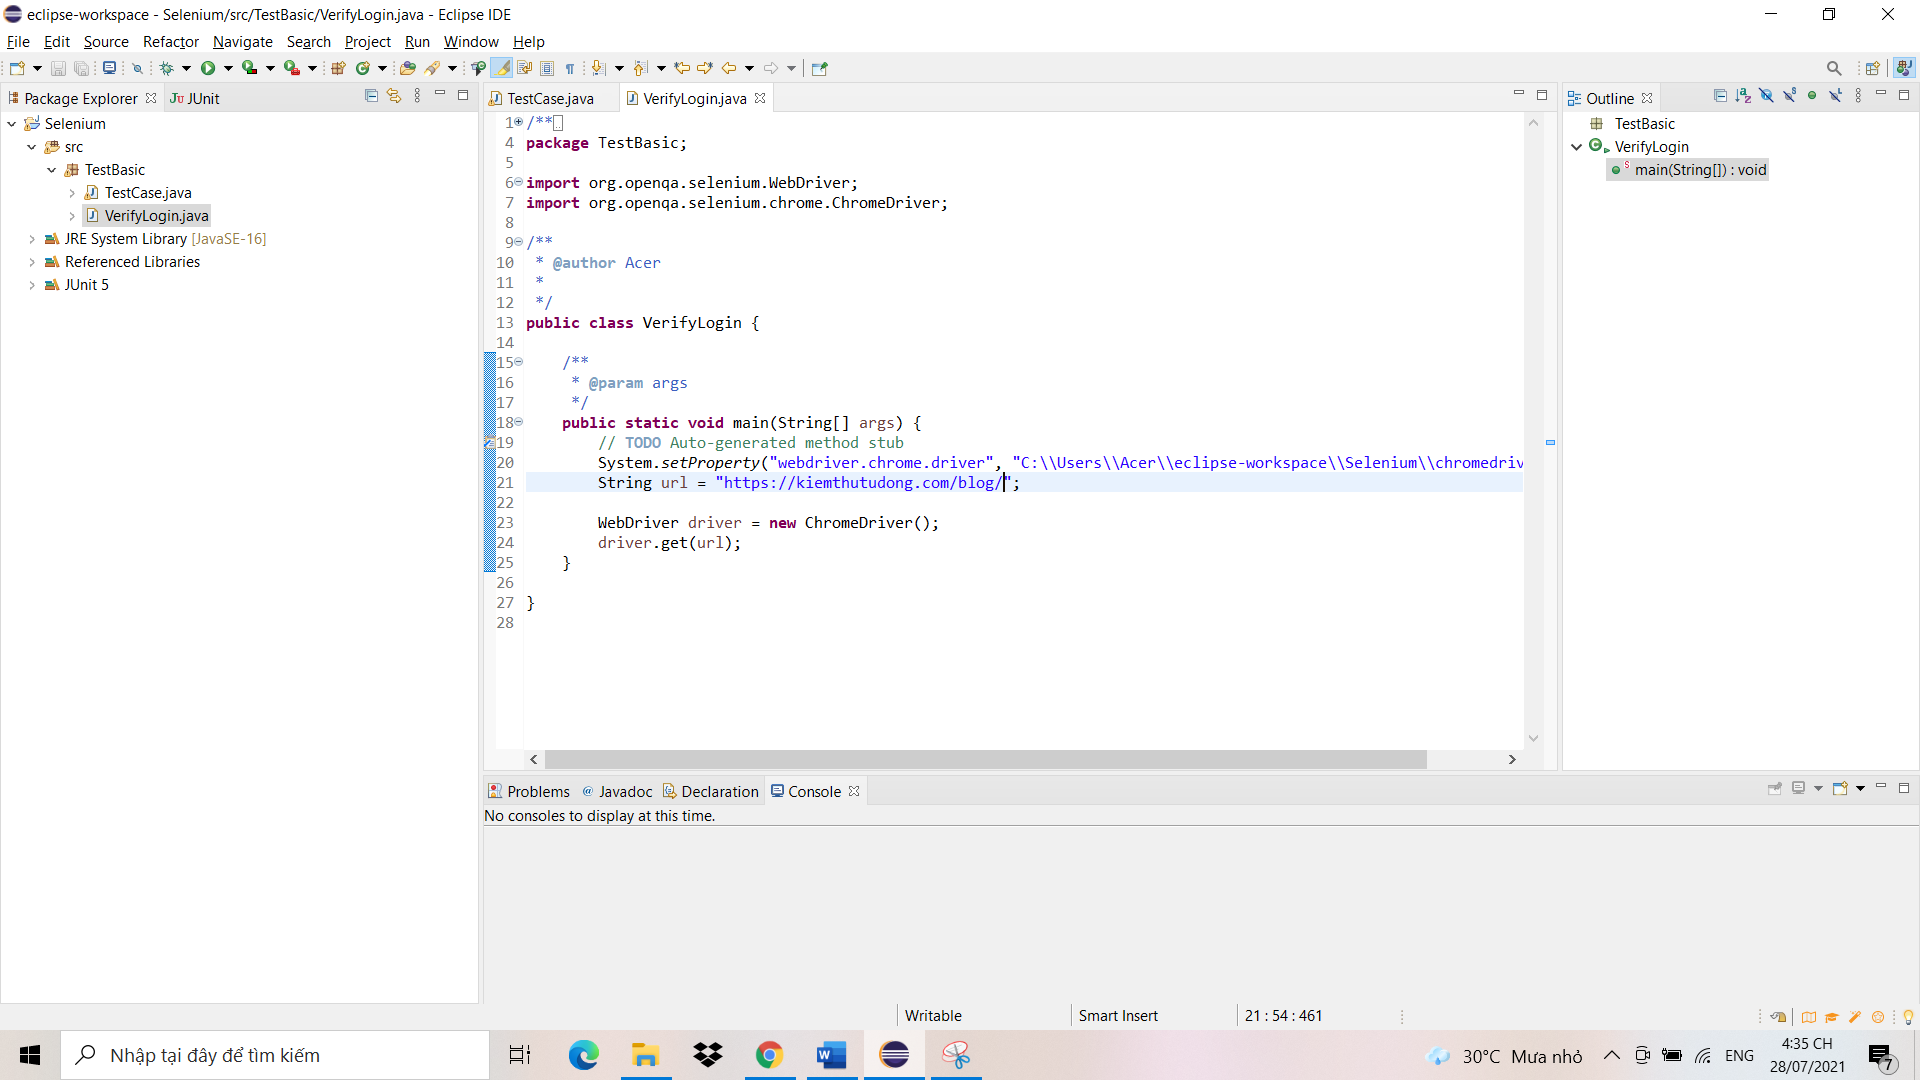 eclipse-workspace - Selenium/src/TestBasic/VerifyLogin.java - Eclipse IDE
File Edit Source Refactor Navigate Search Project Run Window Help
Package Explorer
JUnit
Selenium
src
TestBasic
TestCase.java
VerifyLogin.java
JRE System Library [JavaSE-16]
Referenced Libraries
JUnit 5
TestCase.java
VerifyLogin.java
1 /**
4 package TestBasic;
5
6 import org.openqa.selenium.WebDriver;
7 import org.openqa.selenium.chrome.ChromeDriver;
8
9 /**
10 * @author Acer
11 *
12 */
13 public class VerifyLogin {
14
15 /**
16 * @param args
17 */
18 public static void main(String[] args) {
19 // TODO Auto-generated method stub
20 System.setProperty("webdriver.chrome.driver", "C:\\Users\\Acer\\eclipse-workspace\\Selenium\\chromedriv
21 String url = "https://kiemthutudong.com/blog/";
22
23 WebDriver driver = new ChromeDriver();
24 driver.get(url);
25 }
26
27 }
28
Outline
TestBasic
VerifyLogin
main(String[]) : void
Problems @ Javadoc Declaration Console
No consoles to display at this time.
Writable Smart Insert 21 : 54 : 461
Nhập tại đây để tìm kiếm
30°C Mưa nhỏ
ENG
4:35 CH
28/07/2021
7